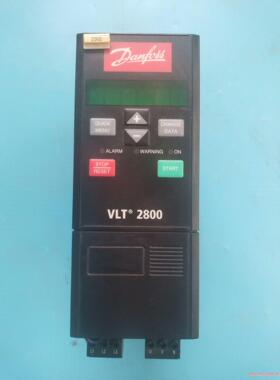 Danfoss
QUICK
MENU
+
−
CHANGE
DATA
ALARM
WARNING
ON
STOP
/RESET
START
VLT® 2800